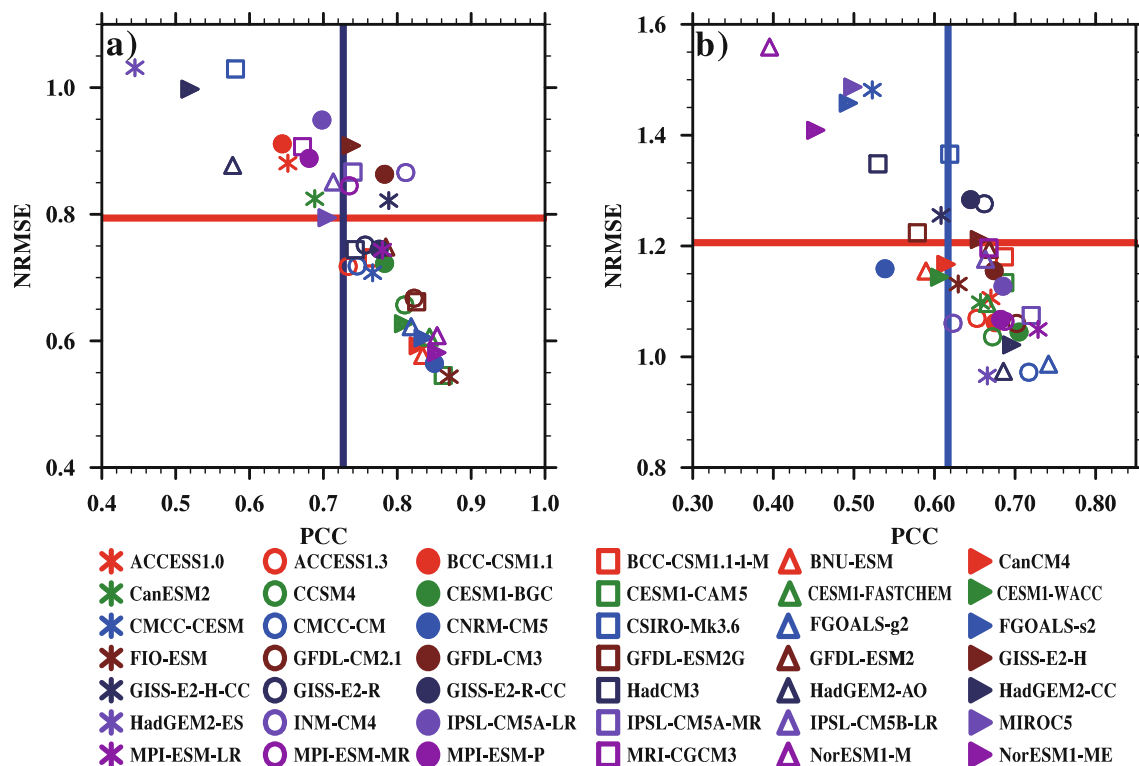 a)
b)
NRMSE
1.0
0.8
0.6
0.4
0.4 0.5 0.6 0.7 0.8 0.9 1.0
PCC
NRMSE
1.6
1.4
1.2
1.0
0.8
0.30 0.40 0.50 0.60 0.70 0.80
PCC
ACCESS1.0 ACCESS1.3 BCC-CSM1.1 BCC-CSM1.1-1-M BNU-ESM CanCM4
CanESM2 CCSM4 CESM1-BGC CESM1-CAM5 CESM1-FASTCHEM CESM1-WACC
CMCC-CESM CMCC-CM CNRM-CM5 CSIRO-Mk3.6 FGOALS-g2 FGOALS-s2
FIO-ESM GFDL-CM2.1 GFDL-CM3 GFDL-ESM2G GFDL-ESM2 GISS-E2-H
GISS-E2-H-CC GISS-E2-R GISS-E2-R-CC HadCM3 HadGEM2-AO HadGEM2-CC
HadGEM2-ES INM-CM4 IPSL-CM5A-LR IPSL-CM5A-MR IPSL-CM5B-LR MIROC5
MPI-ESM-LR MPI-ESM-MR MPI-ESM-P MRI-CGCM3 NorESM1-M NorESM1-ME